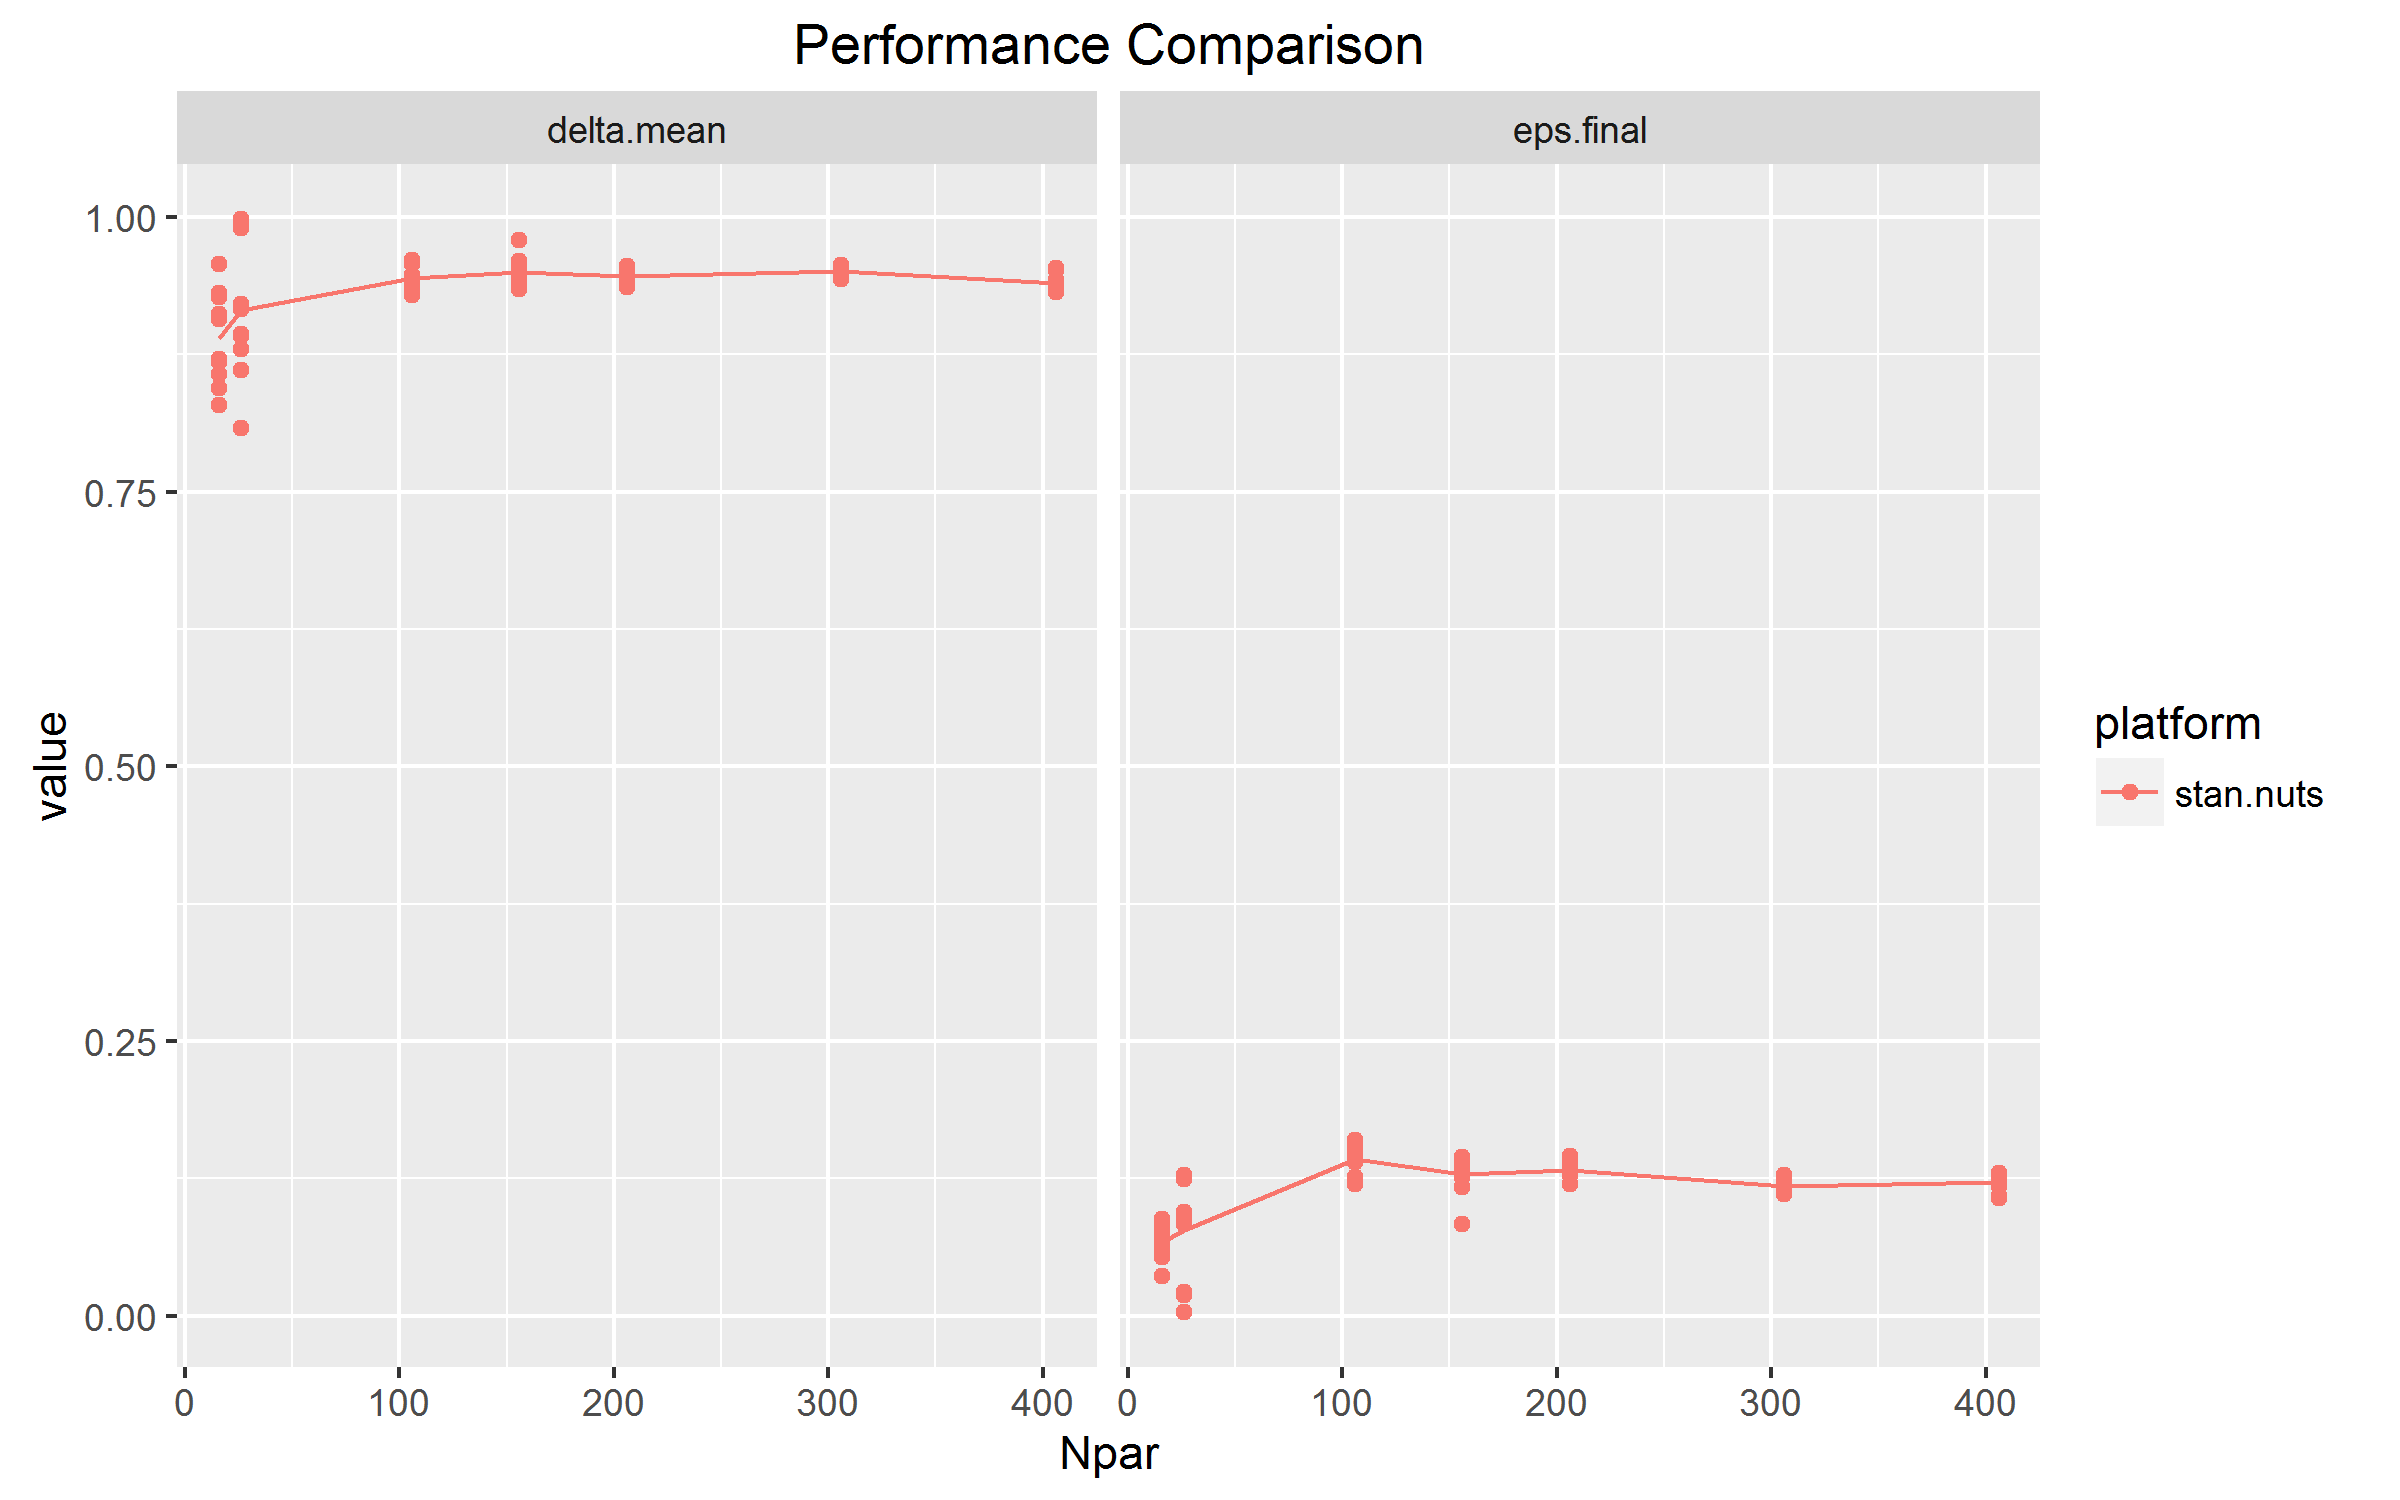 Performance Comparison
delta.mean
eps.final
value
1.00
0.75
0.50
0.25
0.00
0 100 200 300 400
0 100 200 300 400
Npar
platform
stan.nuts